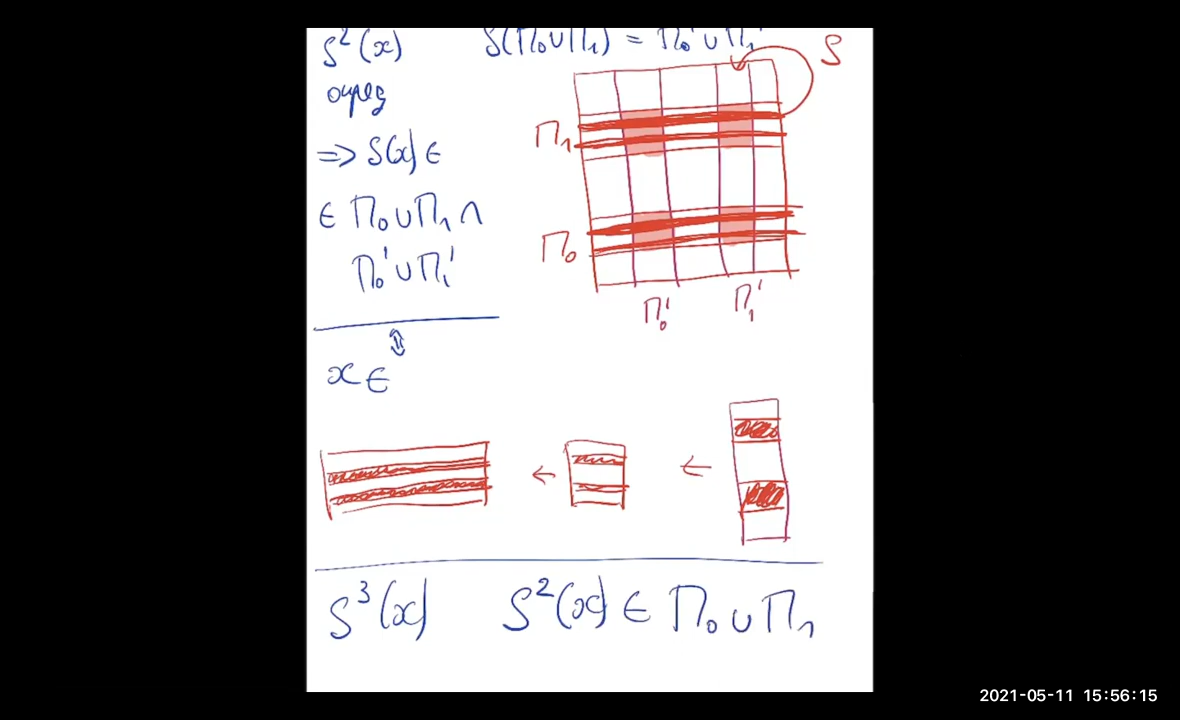 S²(x) S(Π₀∪Π₁) = Π₀'∪Π₁'
опред
⇒ S(x) ∈
∈ Π₀∪Π₁ ∩
Π₀'∪Π₁'
x ∈
S
Π₁
Π₀
Π₀' Π₁'
← ←
S³(x) S²(x) ∈ Π₀ ∪ Π₁
2021-05-11 15:56:15